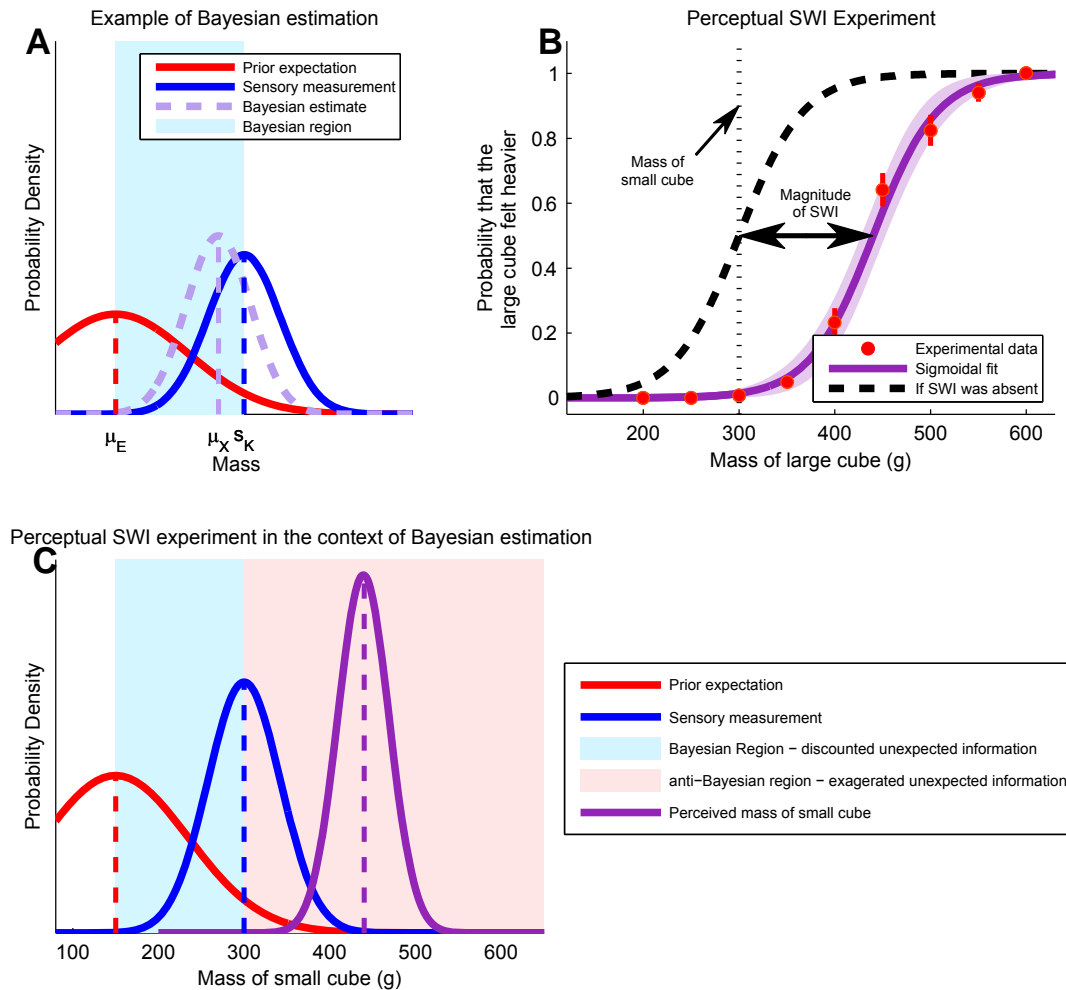 Example of Bayesian estimation
A
Probability Density
Prior expectation
Sensory measurement
Bayesian estimate
Bayesian region
μE
μX
sK
Mass
Perceptual SWI Experiment
B
Probability that the
large cube felt heavier
1
0.8
0.6
0.4
0.2
0
Mass of
small cube
Magnitude
of SWI
Experimental data
Sigmoidal fit
If SWI was absent
200
300
400
500
600
Mass of large cube (g)
Perceptual SWI experiment in the context of Bayesian estimation
C
Probability Density
100
200
300
400
500
600
Mass of small cube (g)
Prior expectation
Sensory measurement
Bayesian Region − discounted unexpected information
anti−Bayesian region − exagerated unexpected information
Perceived mass of small cube